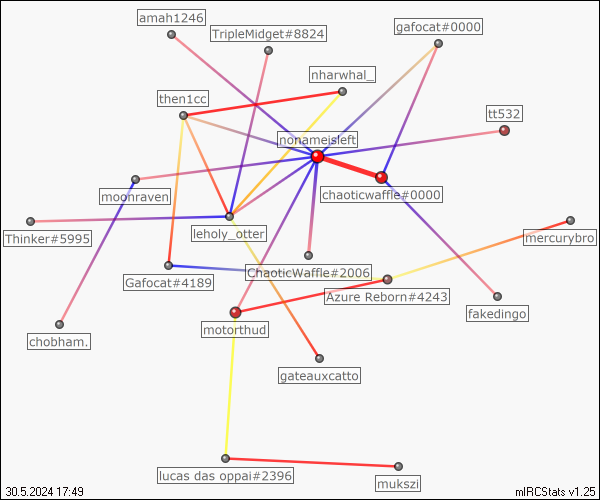 amah1246
gafocat#0000
TripleMidget#8824
nharwhal_
then1cc
tt532
nonameisleft
chaoticwaffle#0000
moonraven
leholy_otter
Thinker#5995
mercurybro
ChaoticWaffle#2006
Gafocat#4189
Azure Reborn#4243
fakedingo
motorthud
chobham.
gateauxcatto
lucas das oppai#2396
mukszi
30.5.2024 17:49
mIRCStats v1.25